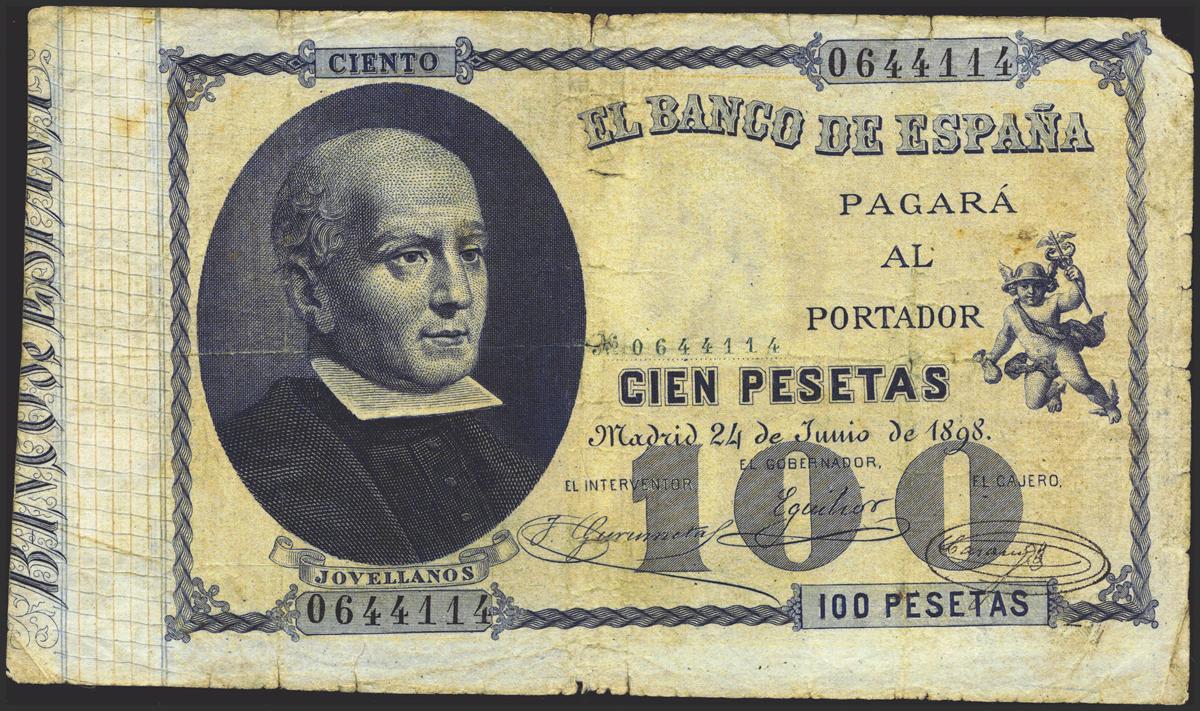 CIENTO
0644114
EL BANCO DE ESPAÑA
PAGARÁ
AL
PORTADOR
Nº 0644114
CIEN PESETAS
Madrid 24 de Junio de 1898.
EL GOBERNADOR,
EL INTERVENTOR
EL CAJERO,
100
Eguilior
JOVELLANOS
0644114
100 PESETAS
BANCO de ESPAÑA